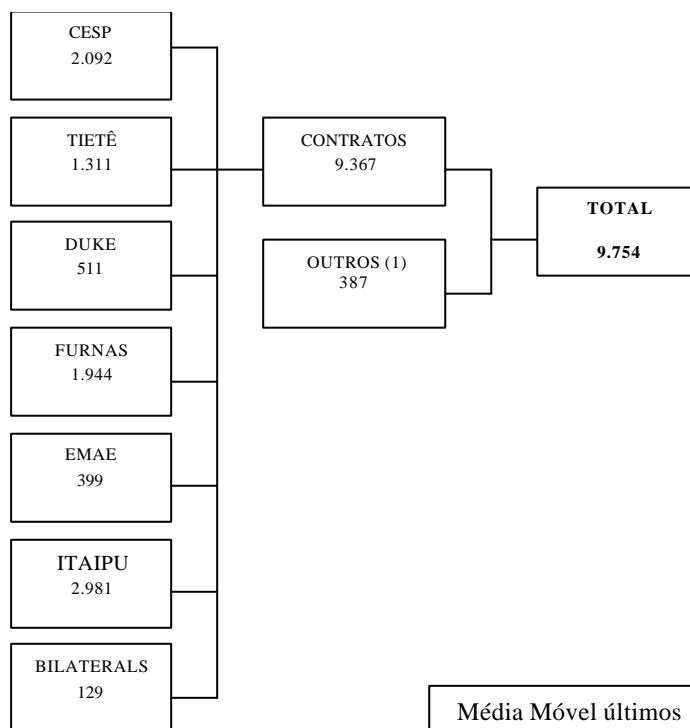 CESP
2.092
TIETÊ
1.311
DUKE
511
FURNAS
1.944
EMAE
399
ITAIPU
2.981
BILATERALS
129
CONTRATOS
9.367
OUTROS (1)
387
TOTAL
9.754
Média Móvel últimos